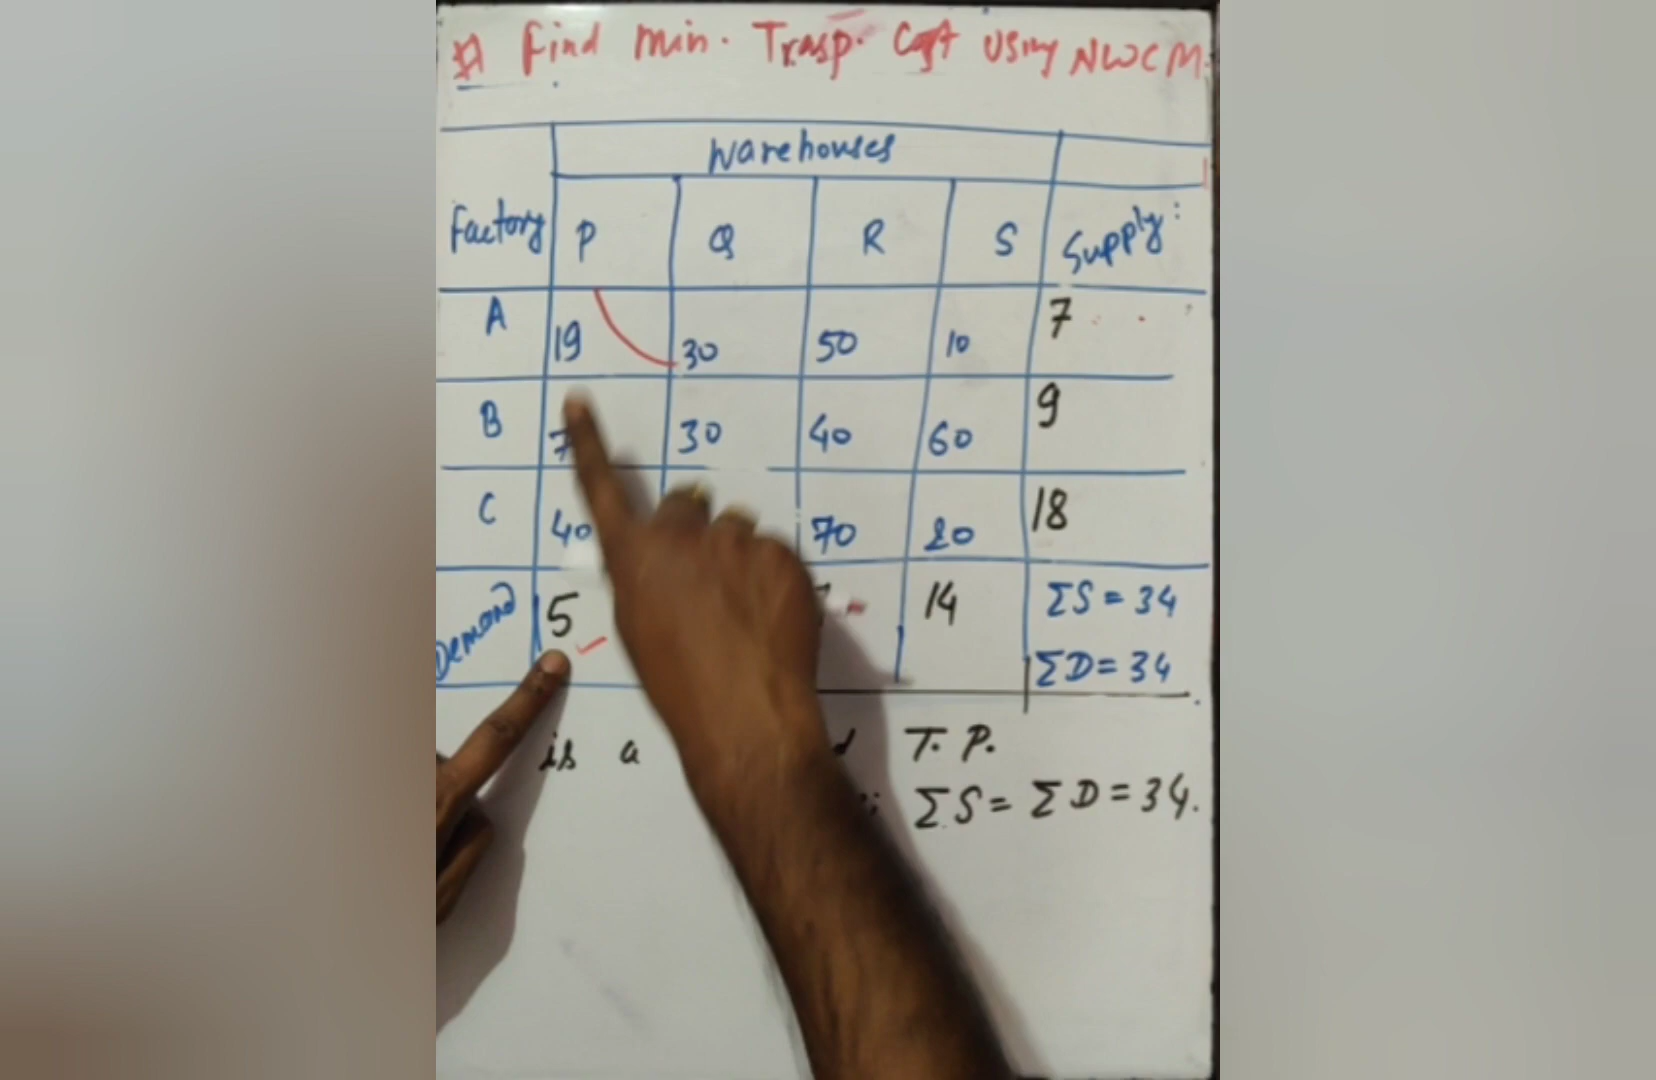 Find Min. Trasp. Cost Using NWCM.
Warehouses
Factory P Q R S Supply:
A 19 30 50 10 7
B 30 40 60 9
C 40 70 20 18
Demand 5 14 ΣS = 34
ΣD = 34
is a T. P.
ΣS = ΣD = 34.